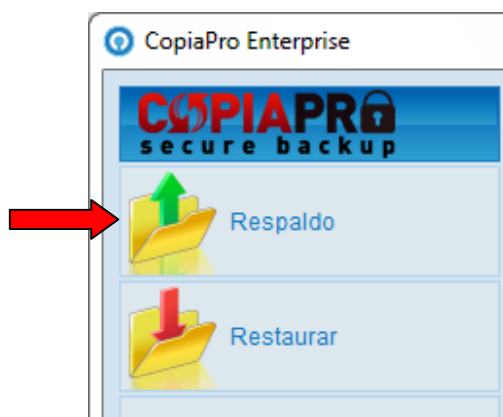 CopiaPro Enterprise
COPIAPRO
secure backup
Respaldo
Restaurar